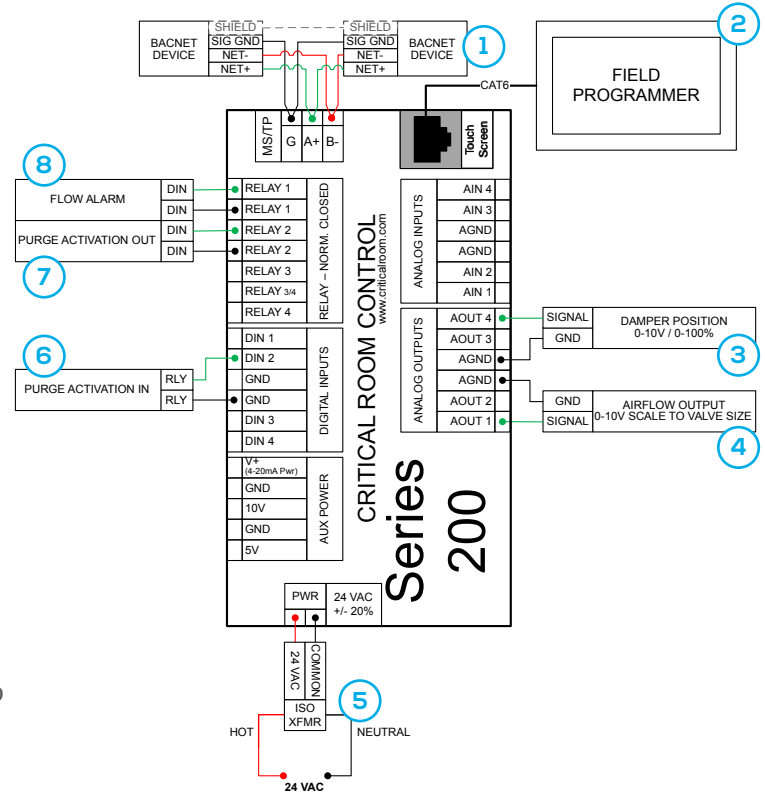 SHIELD
SIG GND
NET-
NET+
BACNET
DEVICE
SHIELD
SIG GND
NET-
NET+
BACNET
DEVICE
1
2
FIELD
PROGRAMMER
CAT6
MS/TP
G
A+
B-
Touch
Screen
8
FLOW ALARM
DIN
DIN
PURGE ACTIVATION OUT
DIN
DIN
7
RELAY 1
RELAY 1
RELAY 2
RELAY 2
RELAY 3
RELAY 3/4
RELAY 4
RELAY – NORM. CLOSED
6
PURGE ACTIVATION IN
RLY
RLY
DIN 1
DIN 2
GND
GND
DIN 3
DIN 4
DIGITAL INPUTS
V+
(4-20mA Pwr)
GND
10V
GND
5V
AUX POWER
CRITICAL ROOM CONTROL
www.criticalroom.com
Series
200
ANALOG INPUTS
AIN 4
AIN 3
AGND
AGND
AIN 2
AIN 1
ANALOG OUTPUTS
AOUT 4
AOUT 3
AGND
AGND
AOUT 2
AOUT 1
SIGNAL
GND
DAMPER POSITION
0-10V / 0-100%
3
GND
SIGNAL
AIRFLOW OUTPUT
0-10V SCALE TO VALVE SIZE
4
PWR
24 VAC
+/- 20%
24 VAC
COMMON
ISO
XFMR
5
HOT
NEUTRAL
24 VAC